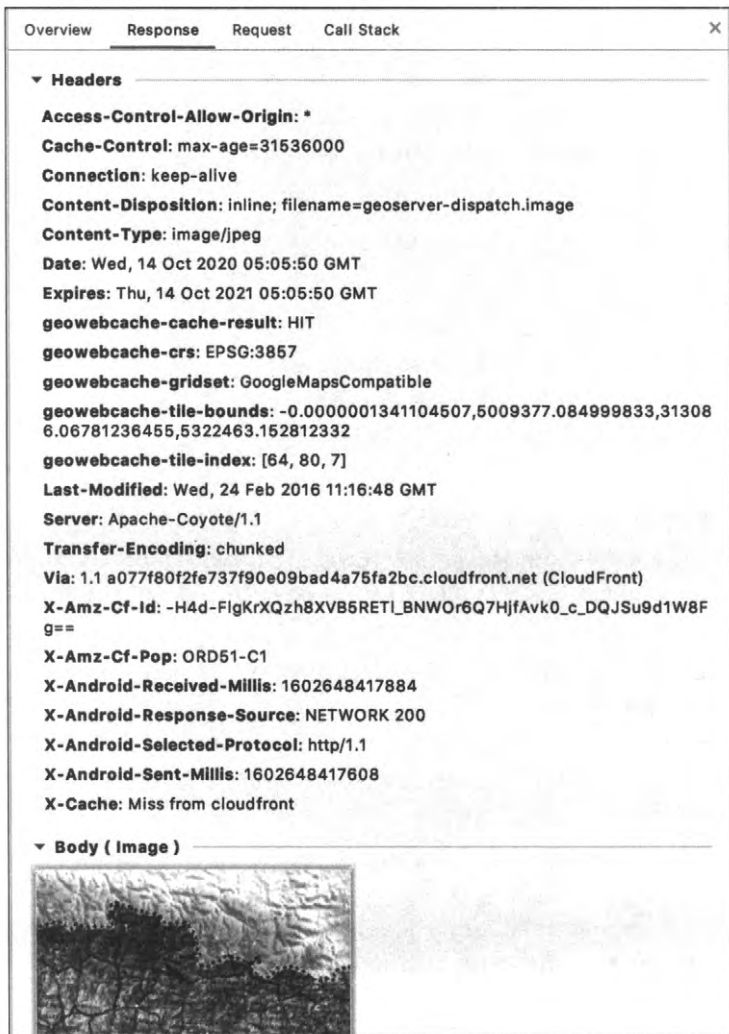 Overview Response Request Call Stack ×
▼ Headers
Access-Control-Allow-Origin: *
Cache-Control: max-age=31536000
Connection: keep-alive
Content-Disposition: inline; filename=geoserver-dispatch.image
Content-Type: image/jpeg
Date: Wed, 14 Oct 2020 05:05:50 GMT
Expires: Thu, 14 Oct 2021 05:05:50 GMT
geowebcache-cache-result: HIT
geowebcache-crs: EPSG:3857
geowebcache-gridset: GoogleMapsCompatible
geowebcache-tile-bounds: -0.0000001341104507,5009377.084999833,31308
6.06781236455,5322463.152812332
geowebcache-tile-index: [64, 80, 7]
Last-Modified: Wed, 24 Feb 2016 11:16:48 GMT
Server: Apache-Coyote/1.1
Transfer-Encoding: chunked
Via: 1.1 a077f80f2fe737f90e09bad4a75fa2bc.cloudfront.net (CloudFront)
X-Amz-Cf-Id: -H4d-FlgKrXQzh8XVB5RETl_BNWOr6Q7HjfAvk0_c_DQJSu9d1W8F
g==
X-Amz-Cf-Pop: ORD51-C1
X-Android-Received-Millis: 1602648417884
X-Android-Response-Source: NETWORK 200
X-Android-Selected-Protocol: http/1.1
X-Android-Sent-Millis: 1602648417608
X-Cache: Miss from cloudfront
▼ Body ( Image )